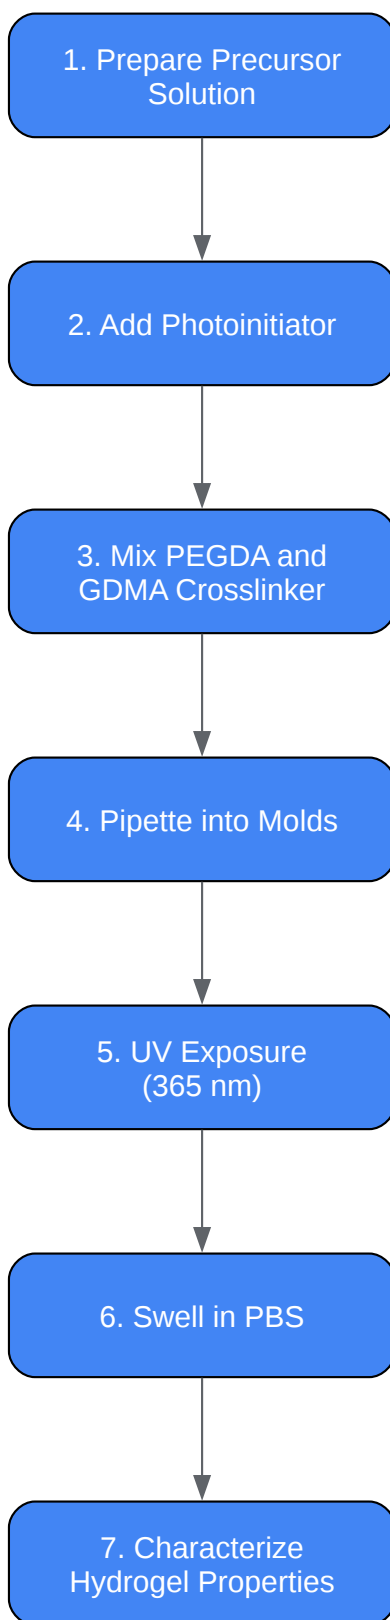 1. Prepare Precursor
Solution
2. Add Photoinitiator
3. Mix PEGDA and
GDMA Crosslinker
4. Pipette into Molds
5. UV Exposure
(365 nm)
6. Swell in PBS
7. Characterize
Hydrogel Properties